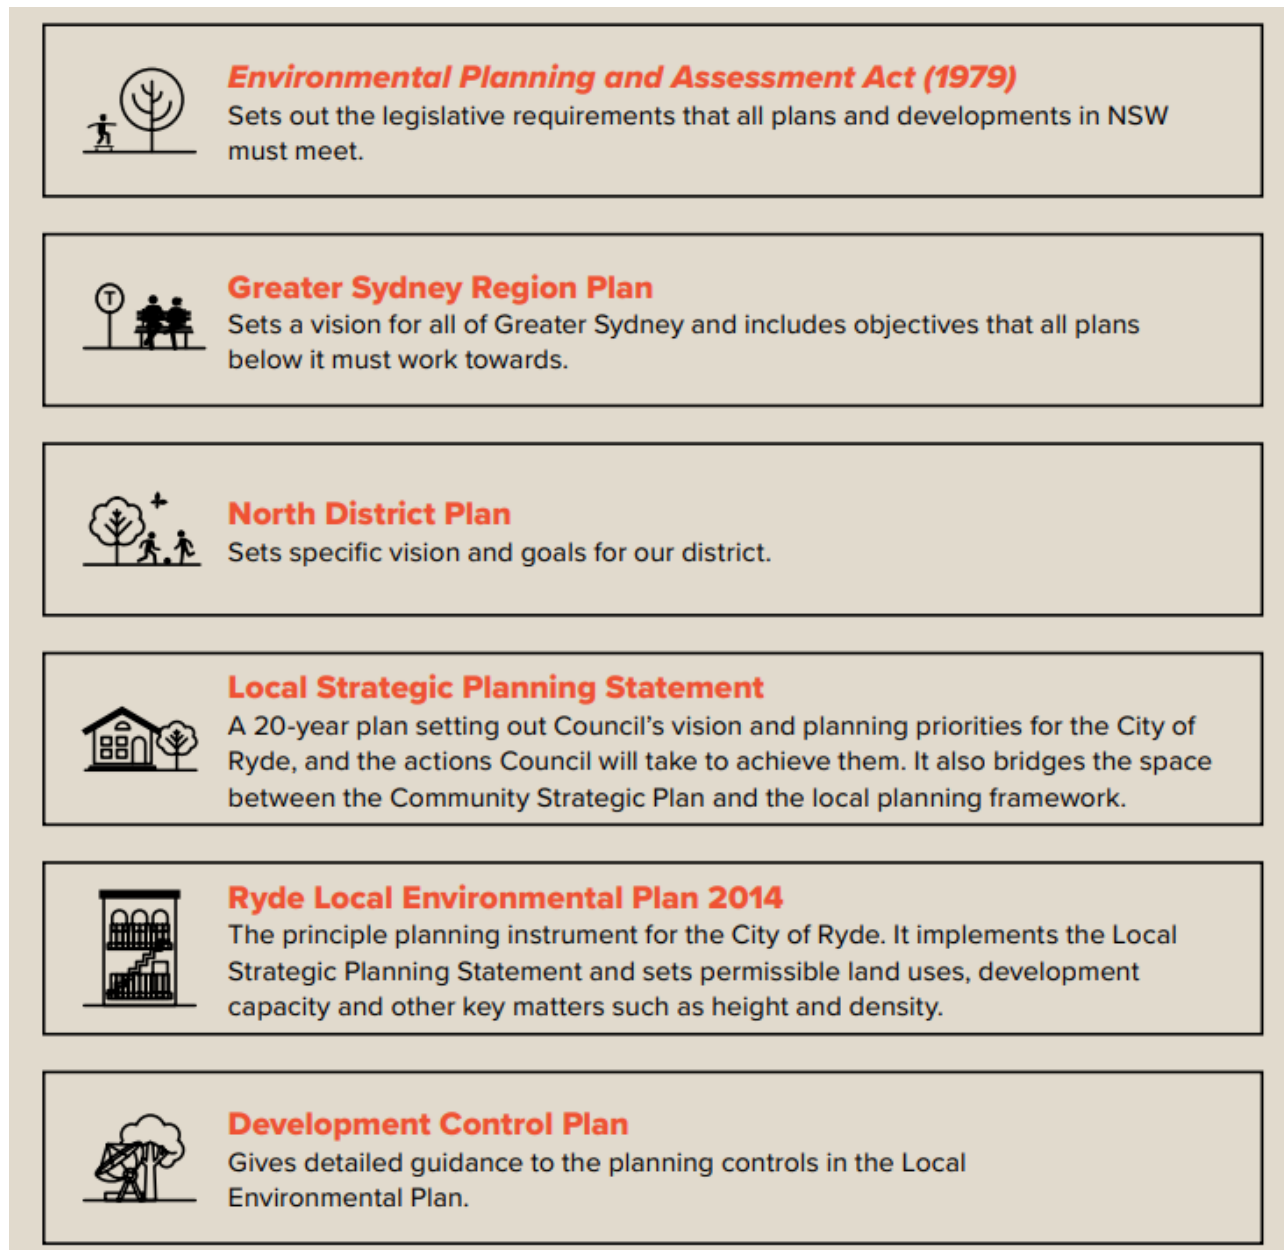 Environmental Planning and Assessment Act (1979)
Sets out the legislative requirements that all plans and developments in NSW
must meet.
T
Greater Sydney Region Plan
Sets a vision for all of Greater Sydney and includes objectives that all plans
below it must work towards.
North District Plan
Sets specific vision and goals for our district.
Local Strategic Planning Statement
A 20-year plan setting out Council’s vision and planning priorities for the City of
Ryde, and the actions Council will take to achieve them. It also bridges the space
between the Community Strategic Plan and the local planning framework.
Ryde Local Environmental Plan 2014
The principle planning instrument for the City of Ryde. It implements the Local
Strategic Planning Statement and sets permissible land uses, development
capacity and other key matters such as height and density.
Development Control Plan
Gives detailed guidance to the planning controls in the Local
Environmental Plan.